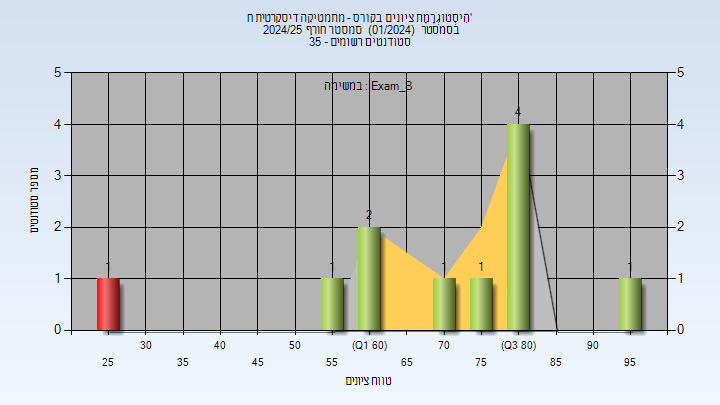 'הִיסְטוֹגְרָמַת ציונים בקורס - מתמטיקה דיסקרטית ח
בסמסטר (01/2024) סמסטר חורף 2024/25
סטודנטים רשומים - 35
במשימה : Exam_B
5 5
4 4
3 3
2 2
1 1
0 0
4
2
1 1 1 1 1
מספר סטודנטים
30 40 50 (Q1 60) 70 (Q3 80) 90
25 35 45 55 65 75 85 95
טווח ציונים